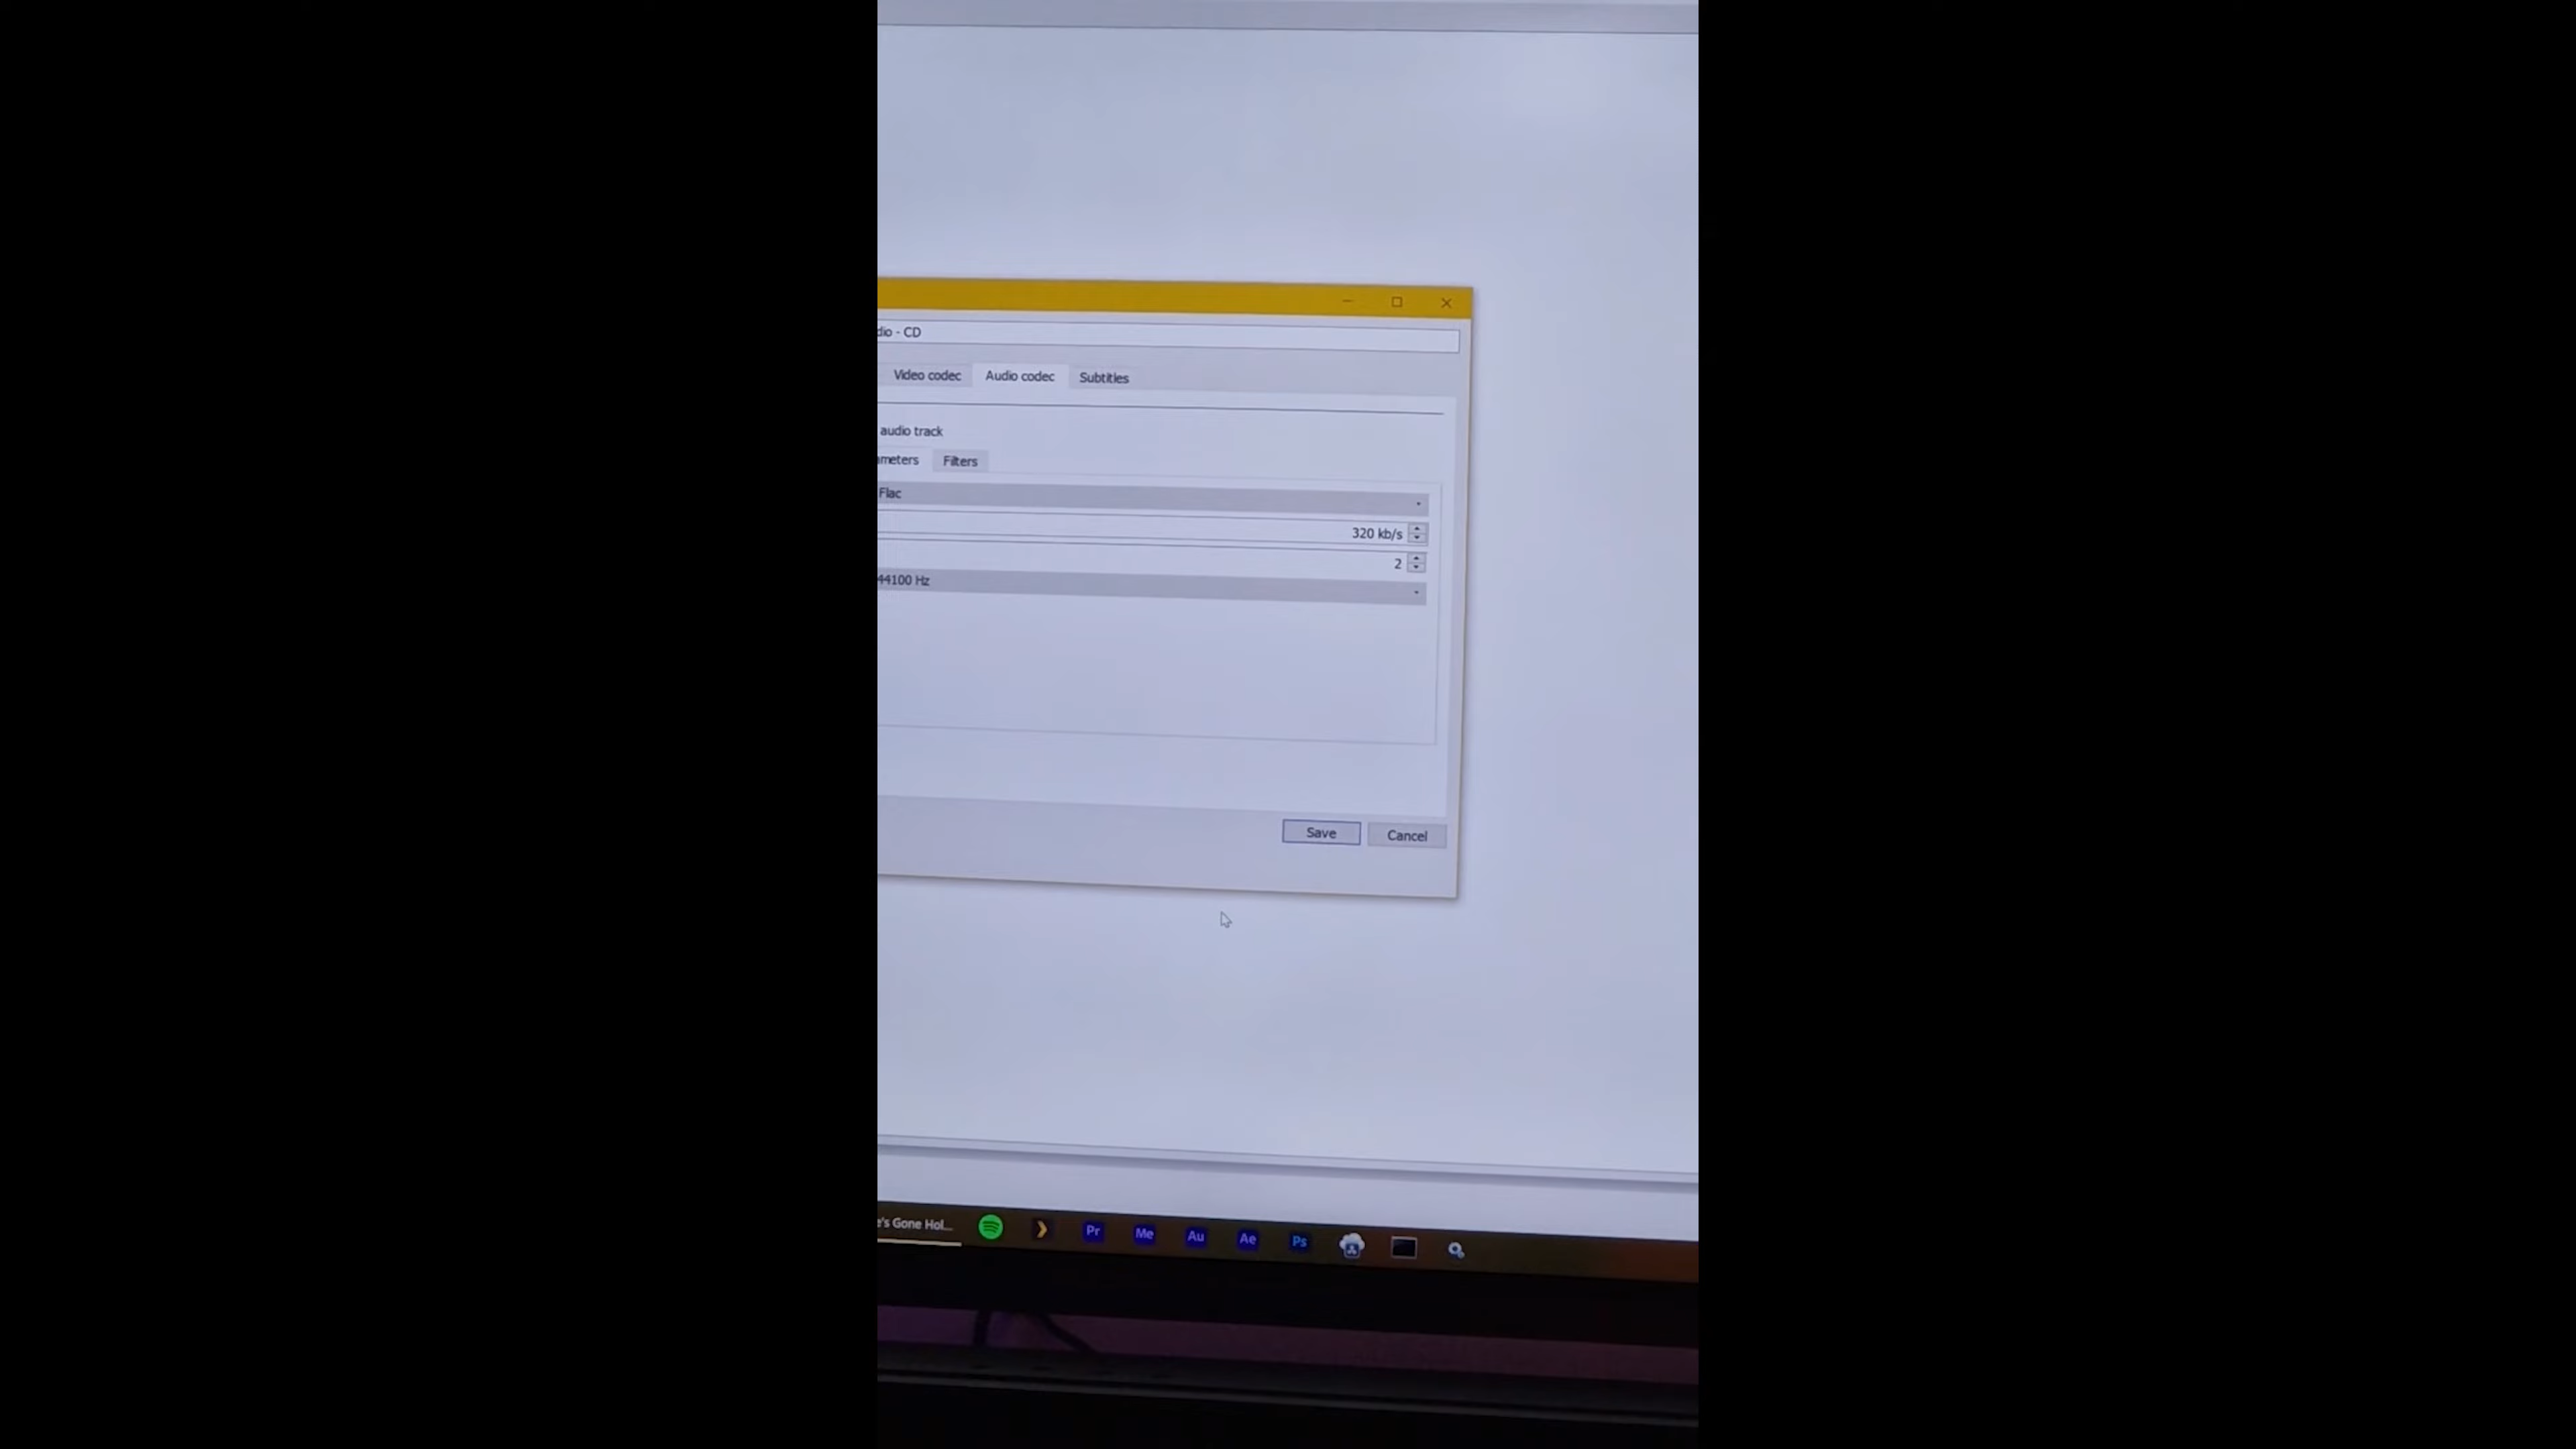 dio - CD
Video codec Audio codec Subtitles
audio track
ameters Filters
Flac
320 kb/s
2
44100 Hz
Save Cancel
e's Gone Hol... Pr Me Au Ae Ps